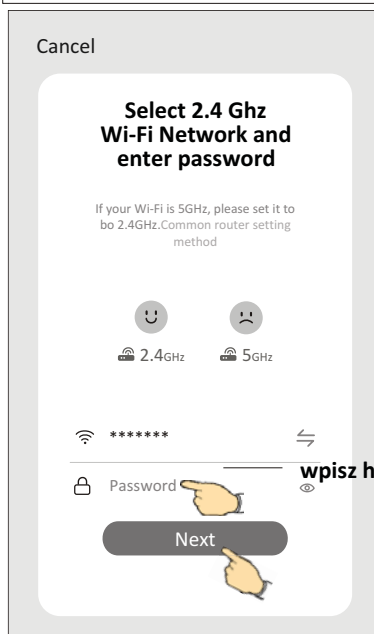 Cancel
Select 2.4 Ghz
Wi-Fi Network and
enter password
If your Wi-Fi is 5GHz, please set it to
bo 2.4GHz.Common router setting
method
2.4GHz 5GHz
*******
wpisz h
Password
Next